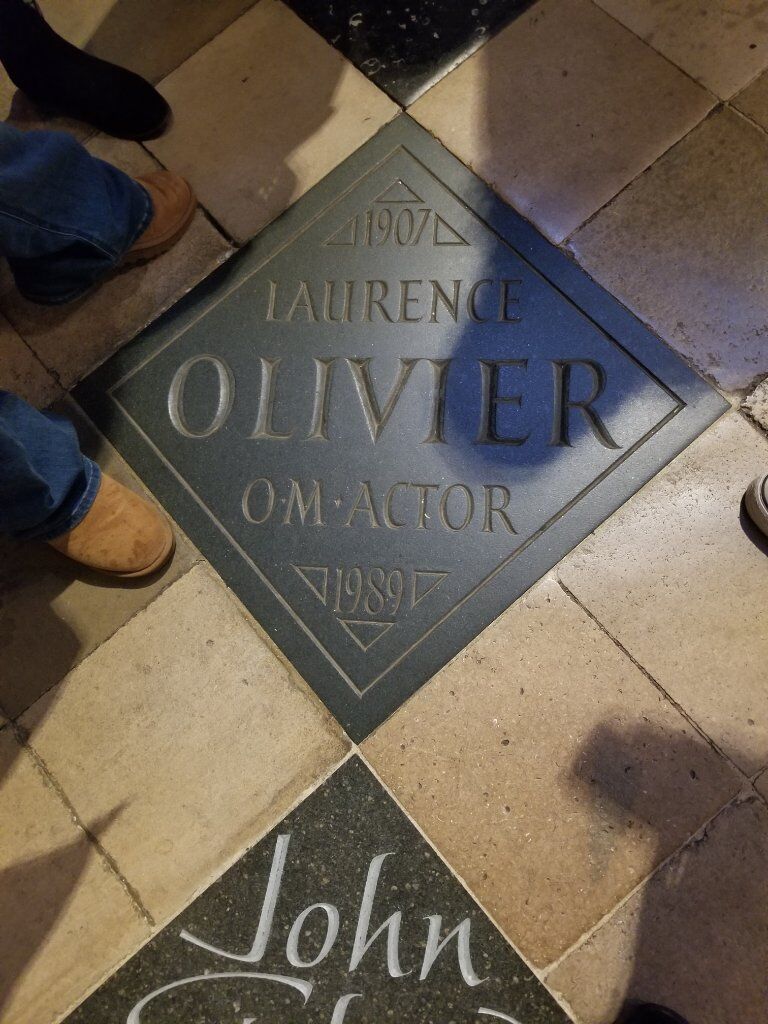 1907
LAURENCE
OLIVIER
O·M·ACTOR
1989
John